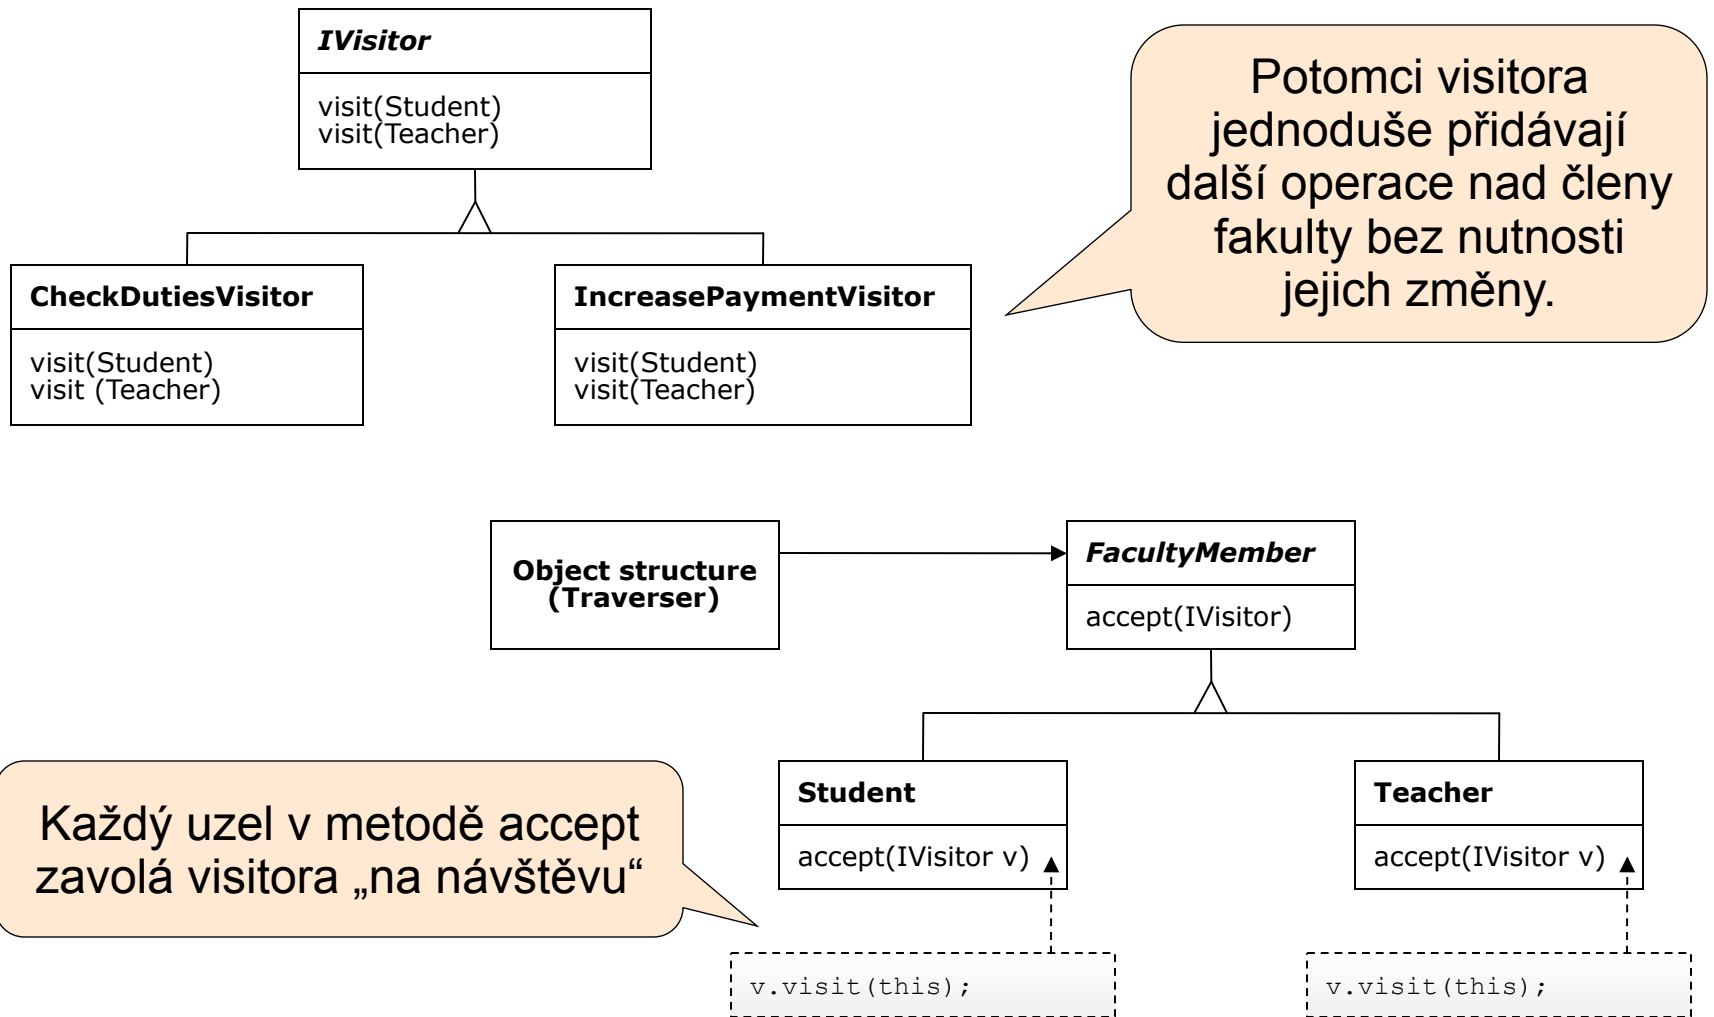 IVisitor
visit(Student)
visit(Teacher)
Potomci visitora
jednoduše přidávají
další operace nad členy
fakulty bez nutnosti
jejich změny.
CheckDutiesVisitor
visit(Student)
visit (Teacher)
IncreasePaymentVisitor
visit(Student)
visit(Teacher)
Object structure
(Traverser)
FacultyMember
accept(IVisitor)
Každý uzel v metodě accept
zavolá visitora „na návštěvu“
Student
accept(IVisitor v)
Teacher
accept(IVisitor v)
v.visit(this);
v.visit(this);